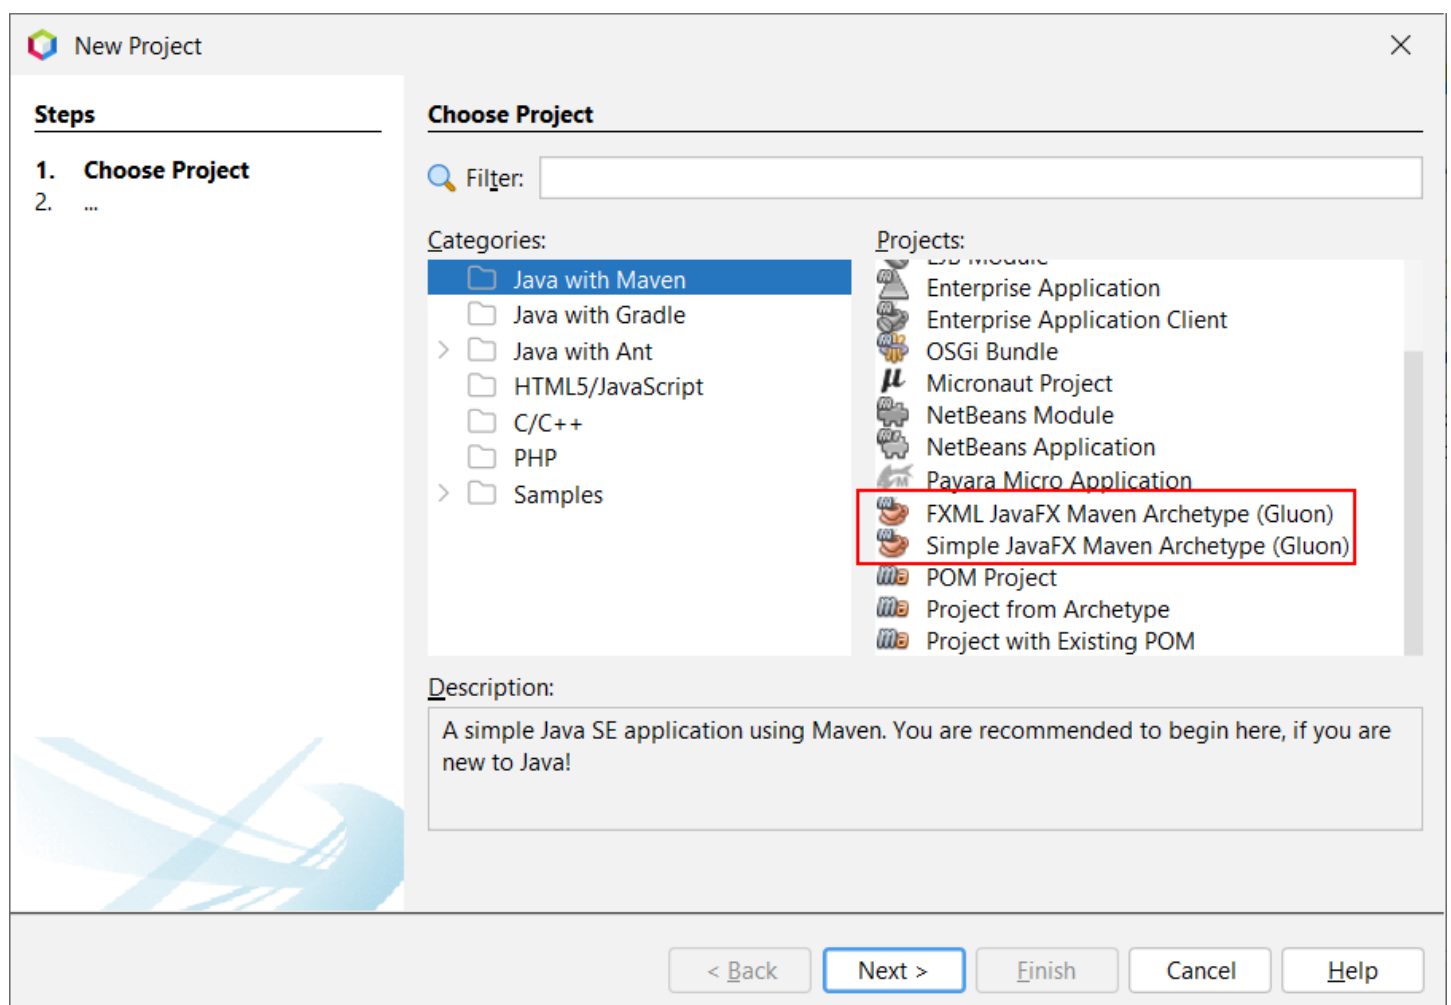 New Project
Steps
1. Choose Project
2. ...
Choose Project
Filter:
Categories:
Java with Maven
Java with Gradle
Java with Ant
HTML5/JavaScript
C/C++
PHP
Samples
Projects:
EJB Module
Enterprise Application
Enterprise Application Client
OSGi Bundle
Micronaut Project
NetBeans Module
NetBeans Application
Payara Micro Application
FXML JavaFX Maven Archetype (Gluon)
Simple JavaFX Maven Archetype (Gluon)
POM Project
Project from Archetype
Project with Existing POM
Description:
A simple Java SE application using Maven. You are recommended to begin here, if you are
new to Java!
< Back
Next >
Finish
Cancel
Help